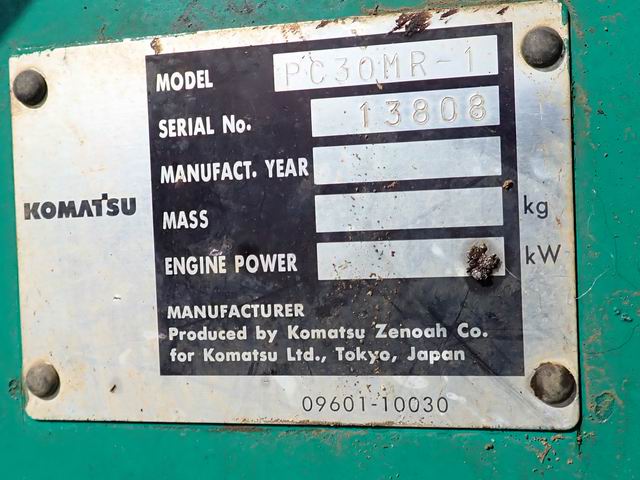 MODEL PC30MR-1
SERIAL No. 13808
MANUFACT. YEAR
KOMATSU
MASS kg
ENGINE POWER kW
MANUFACTURER
Produced by Komatsu Zenoah Co.
for Komatsu Ltd., Tokyo, Japan
09601-10030